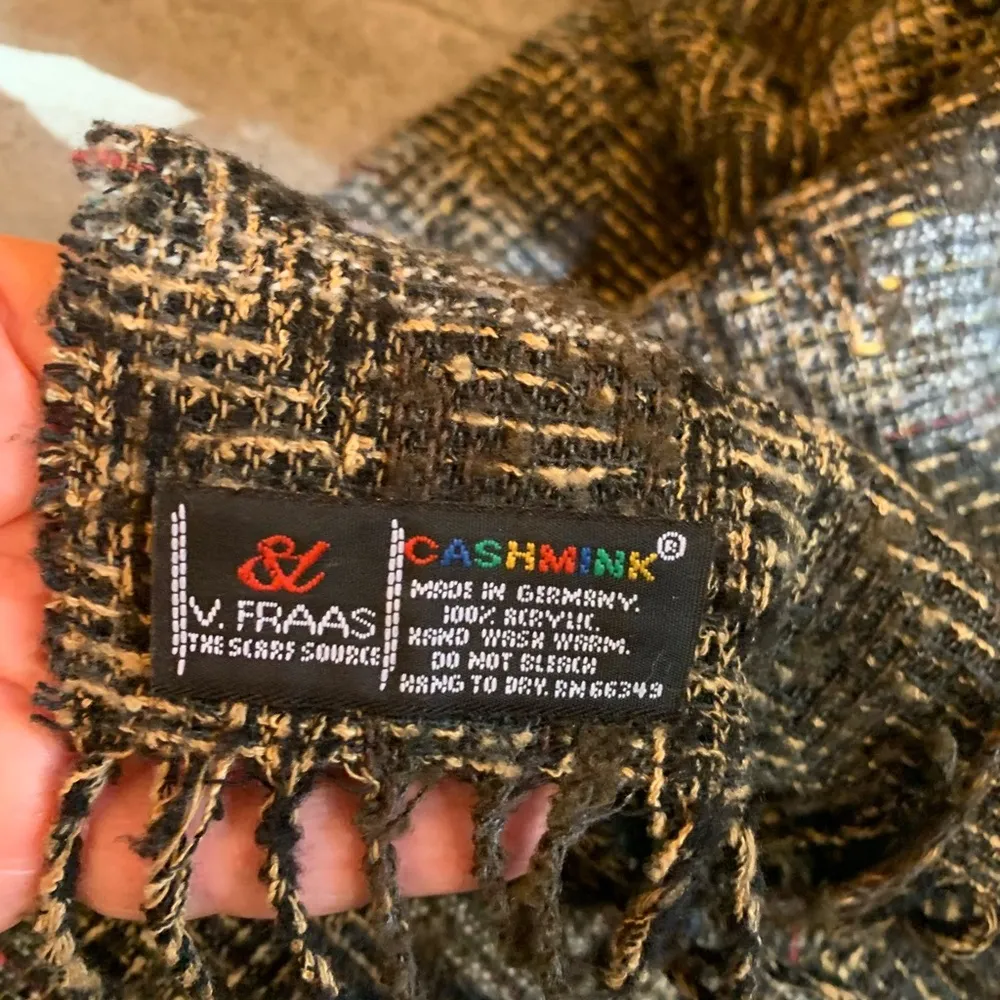 &
V. FRAAS
THE SCARF SOURCE
CASHMINK®
MADE IN GERMANY.
100% ACRYLIC.
HAND WASH WARM.
DO NOT BLEACH
HANG TO DRY. RN 66349